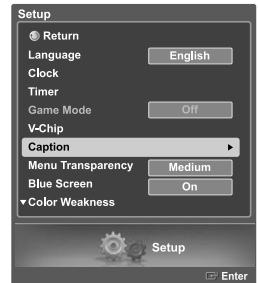 Setup
Return
Language English
Clock
Timer
Game Mode Off
V-Chip
Caption ►
Menu Transparency Medium
Blue Screen On
▼Color Weakness
Setup
Enter